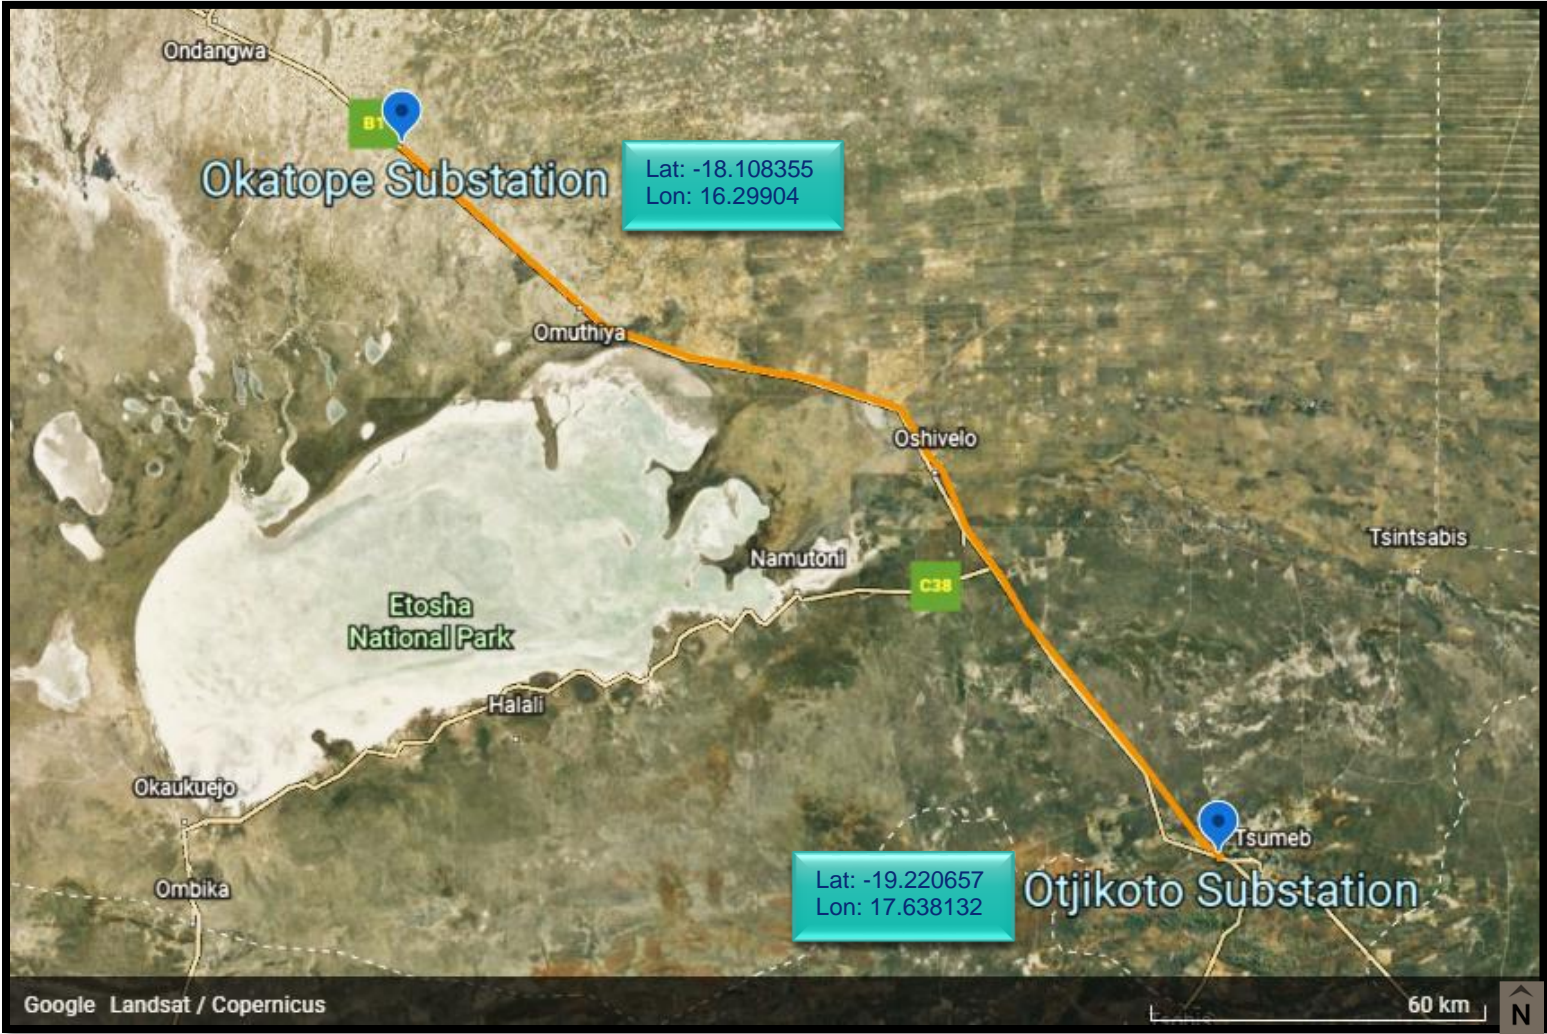 Ondangwa
B1
Okatope Substation
Lat: -18.108355
Lon: 16.29904
Omuthiya
Oshivelo
Tsintsabis
Namutoni
C38
Etosha
National Park
Halali
Okaukuejo
Tsumeb
Ombika
Lat: -19.220657
Lon: 17.638132
Otjikoto Substation
Google Landsat / Copernicus
60 km
N